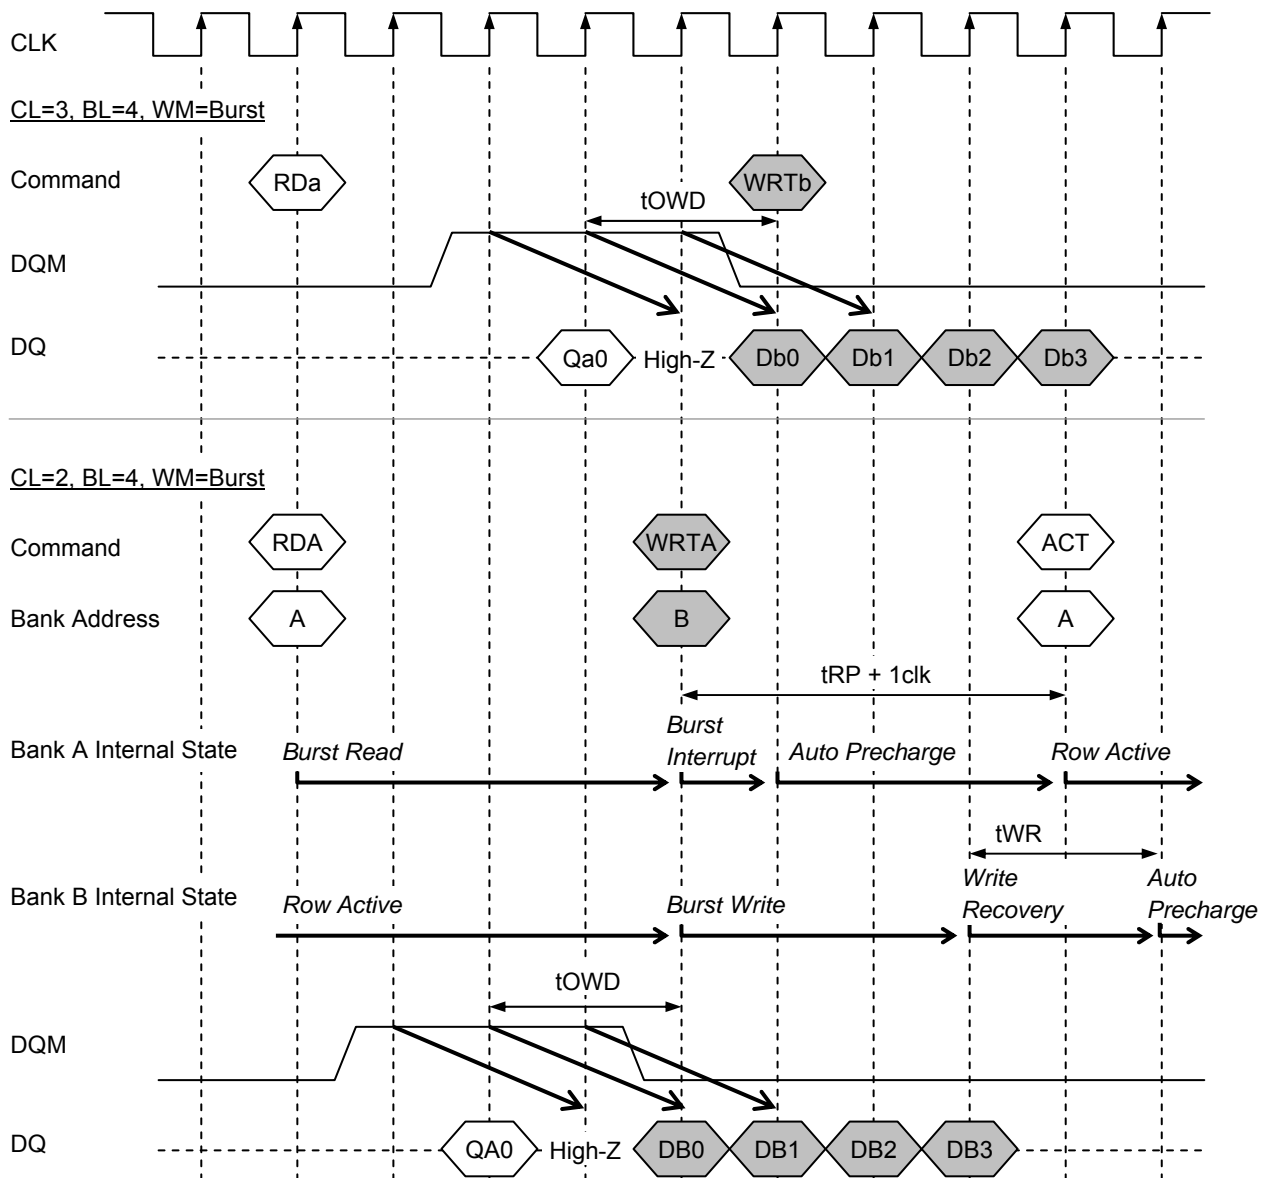 CLK
CL=3, BL=4, WM=Burst
Command
RDa
WRTb
tOWD
DQM
DQ
Qa0
High-Z
Db0
Db1
Db2
Db3
CL=2, BL=4, WM=Burst
Command
RDA
WRTA
ACT
Bank Address
A
B
A
tRP + 1clk
Bank A Internal State
Burst Read
Burst
Interrupt
Auto Precharge
Row Active
tWR
Bank B Internal State
Row Active
Burst Write
Write
Recovery
Auto
Precharge
tOWD
DQM
DQ
QA0
High-Z
DB0
DB1
DB2
DB3